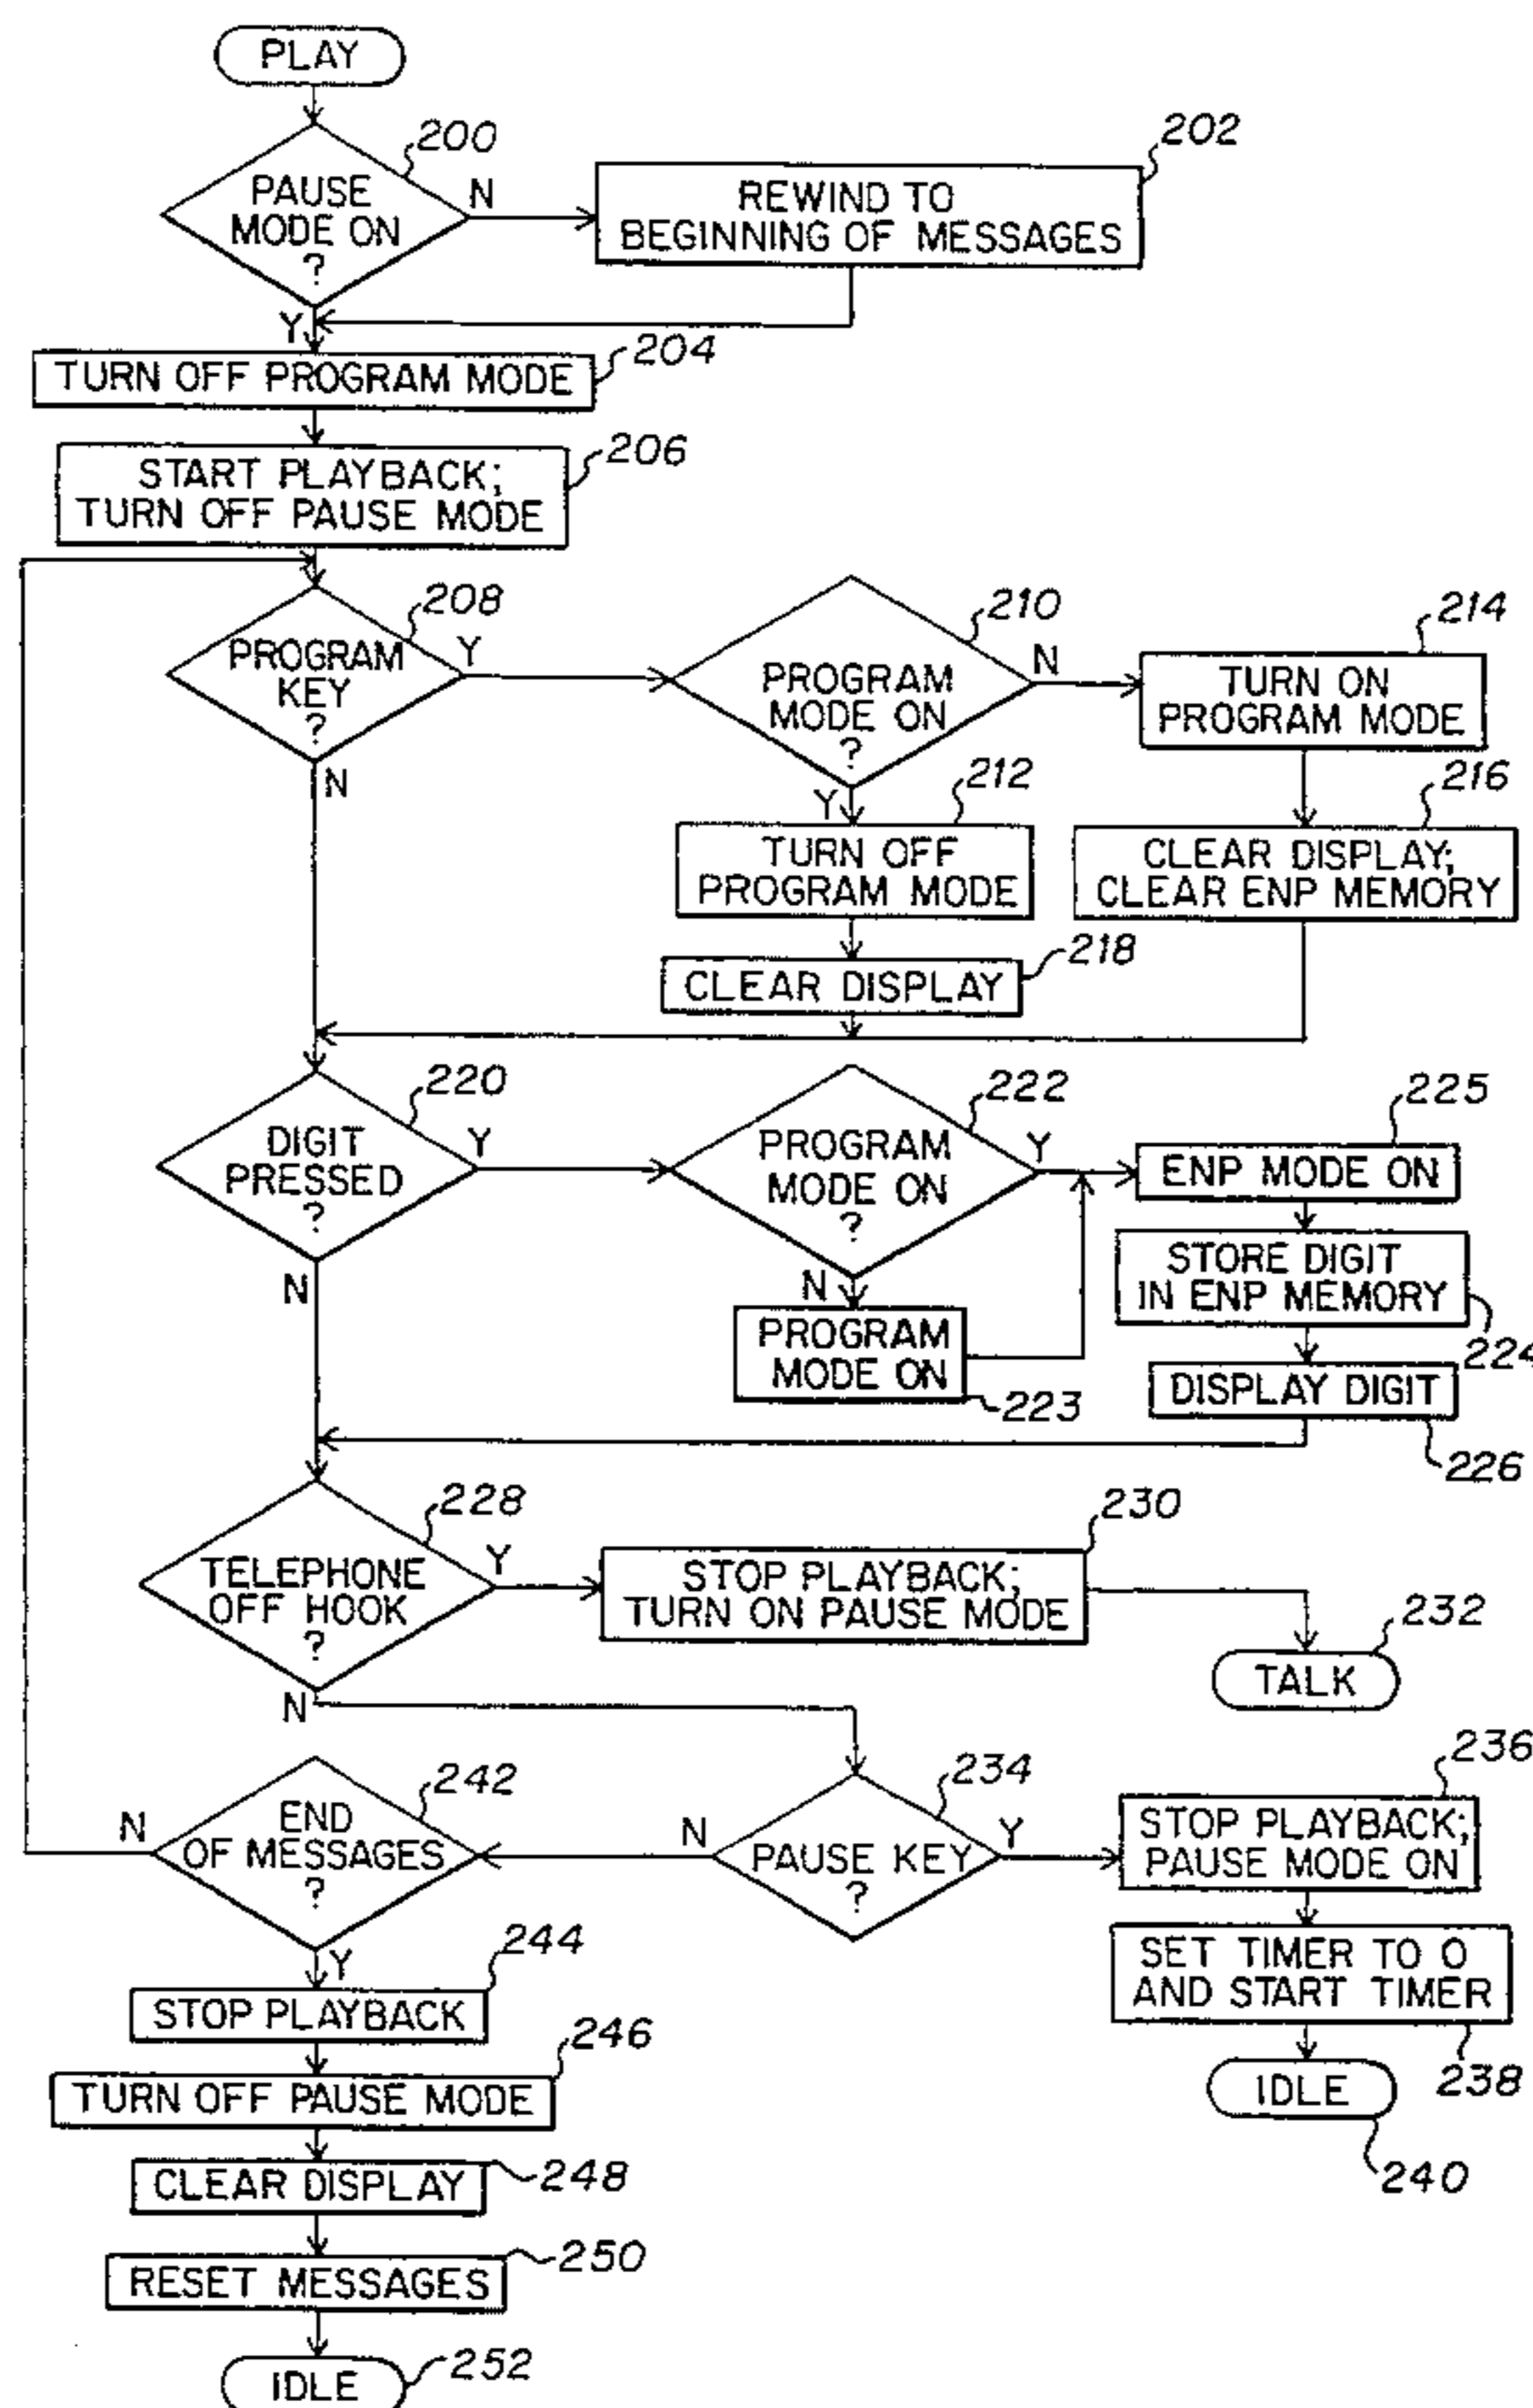 PLAY
200
PAUSE
MODE ON
?
N
Y
202
REWIND TO
BEGINNING OF MESSAGES
204
TURN OFF PROGRAM MODE
206
START PLAYBACK;
TURN OFF PAUSE MODE
208
PROGRAM
KEY
?
Y
N
210
PROGRAM
MODE ON
?
N
Y
214
TURN ON
PROGRAM MODE
212
TURN OFF
PROGRAM MODE
216
CLEAR DISPLAY;
CLEAR ENP MEMORY
218
CLEAR DISPLAY
220
DIGIT
PRESSED
?
Y
N
222
PROGRAM
MODE ON
?
Y
N
225
ENP MODE ON
STORE DIGIT
IN ENP MEMORY
224
PROGRAM
MODE ON
223
DISPLAY DIGIT
226
228
TELEPHONE
OFF HOOK
?
Y
N
230
STOP PLAYBACK;
TURN ON PAUSE MODE
232
TALK
234
PAUSE KEY
?
N
Y
236
STOP PLAYBACK;
PAUSE MODE ON
SET TIMER TO 0
AND START TIMER
238
IDLE
240
242
END
OF MESSAGES
?
N
Y
244
STOP PLAYBACK
246
TURN OFF PAUSE MODE
CLEAR DISPLAY
248
RESET MESSAGES
250
IDLE
252